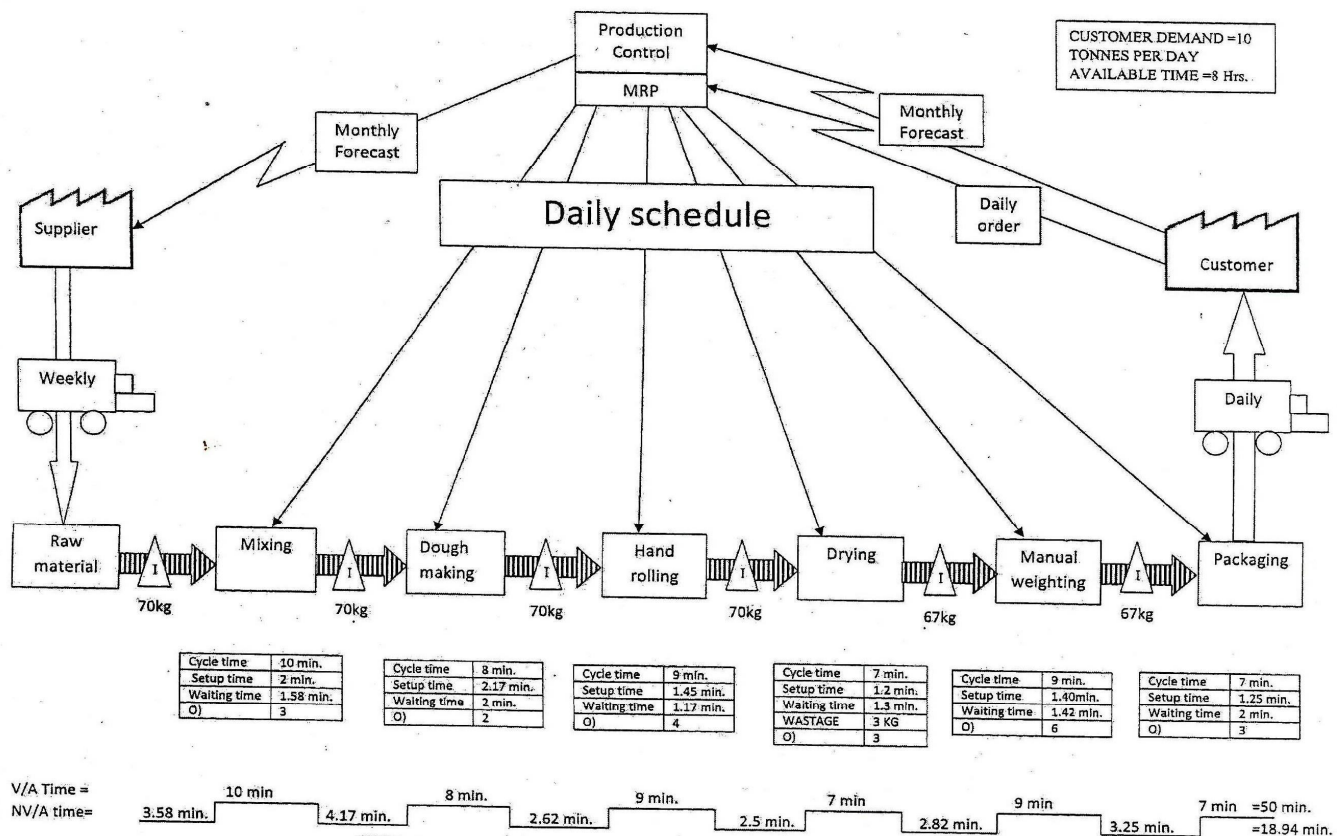 Production
Control
MRP
CUSTOMER DEMAND =10
TONNES PER DAY
AVAILABLE TIME =8 Hrs.
Monthly
Forecast
Monthly
Forecast
Daily schedule
Daily
order
Supplier
Customer
Weekly
Daily
Raw
material
Mixing
Dough
making
Hand
rolling
Drying
Manual
weighting
Packaging
I
I
I
I
I
I
70kg
70kg
70kg
70kg
67kg
67kg
Cycle time 10 min.
Setup time 2 min.
Waiting time 1.58 min.
O) 3
Cycle time 8 min.
Setup time 2.17 min.
Waiting time 2 min.
O) 2
Cycle time 9 min.
Setup time 1.45 min.
Waiting time 1.17 min.
O) 4
Cycle time 7 min.
Setup time 1.2 min.
Waiting time 1.3 min.
WASTAGE 3 KG
O) 3
Cycle time 9 min.
Setup time 1.40min.
Waiting time 1.42 min.
O) 6
Cycle time 7 min.
Setup time 1.25 min.
Waiting time 2 min.
O) 3
V/A Time = 10 min 8 min. 9 min. 7 min 9 min 7 min =50 min.
NV/A time= 3.58 min. 4.17 min. 2.62 min. 2.5 min. 2.82 min. 3.25 min. =18.94 min.